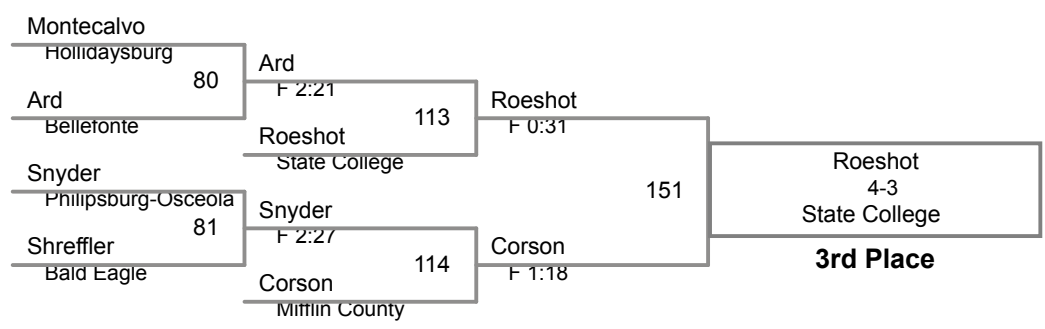 Montecalvo
Hollidaysburg
80
Ard
Bellefonte
Snyder
Philipsburg-Osceola
81
Shreffler
Bald Eagle
Ard
F 2:21
113
Roeshot
State College
Snyder
F 2:27
114
Corson
Mifflin County
Roeshot
F 0:31
151
Corson
F 1:18
Roeshot
4-3
State College
3rd Place